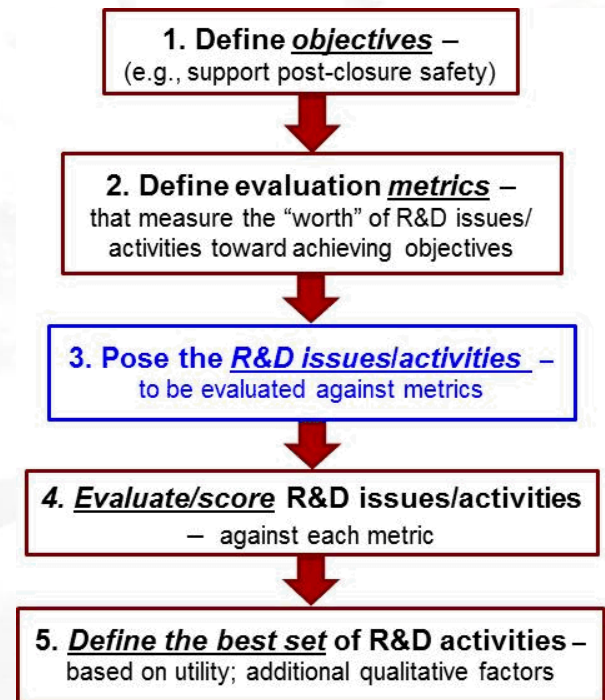 1. Define objectives –
(e.g., support post-closure safety)
2. Define evaluation metrics –
that measure the “worth” of R&D issues/
activities toward achieving objectives
3. Pose the R&D issues/activities –
to be evaluated against metrics
4. Evaluate/score R&D issues/activities
– against each metric
5. Define the best set of R&D activities –
based on utility; additional qualitative factors